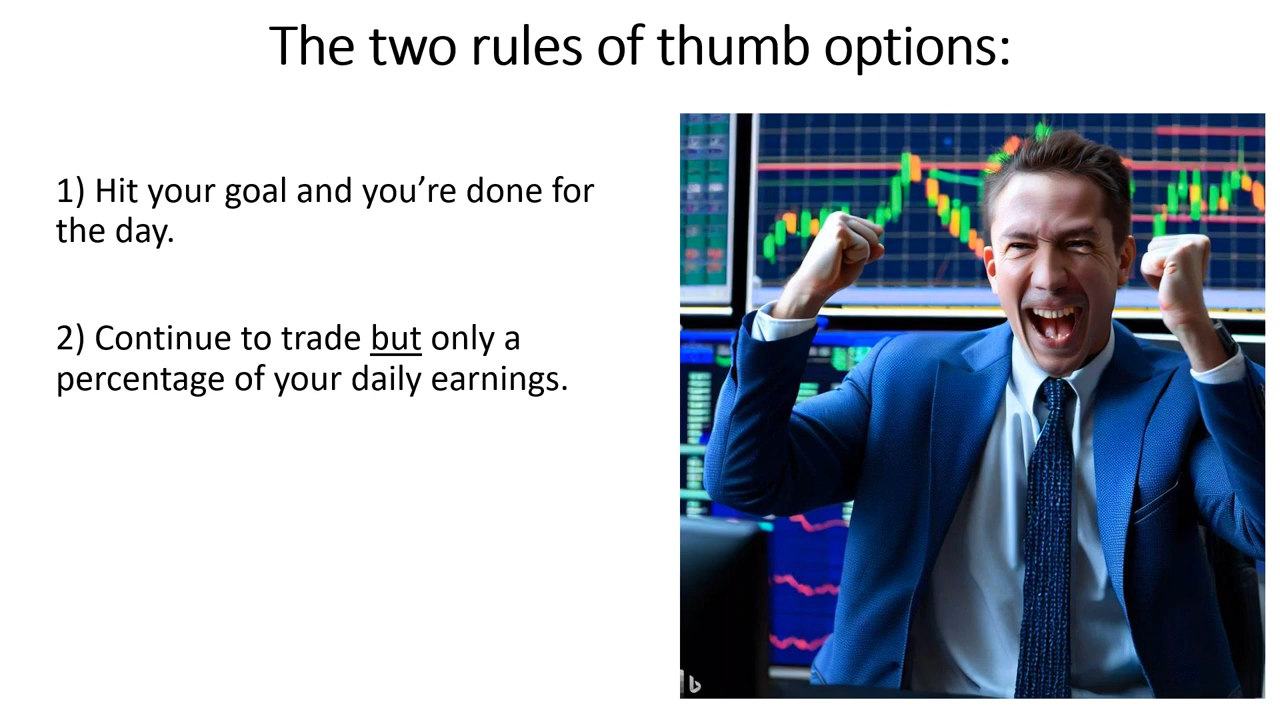 The two rules of thumb options:
1) Hit your goal and you’re done for
the day.
2) Continue to trade but only a
percentage of your daily earnings.